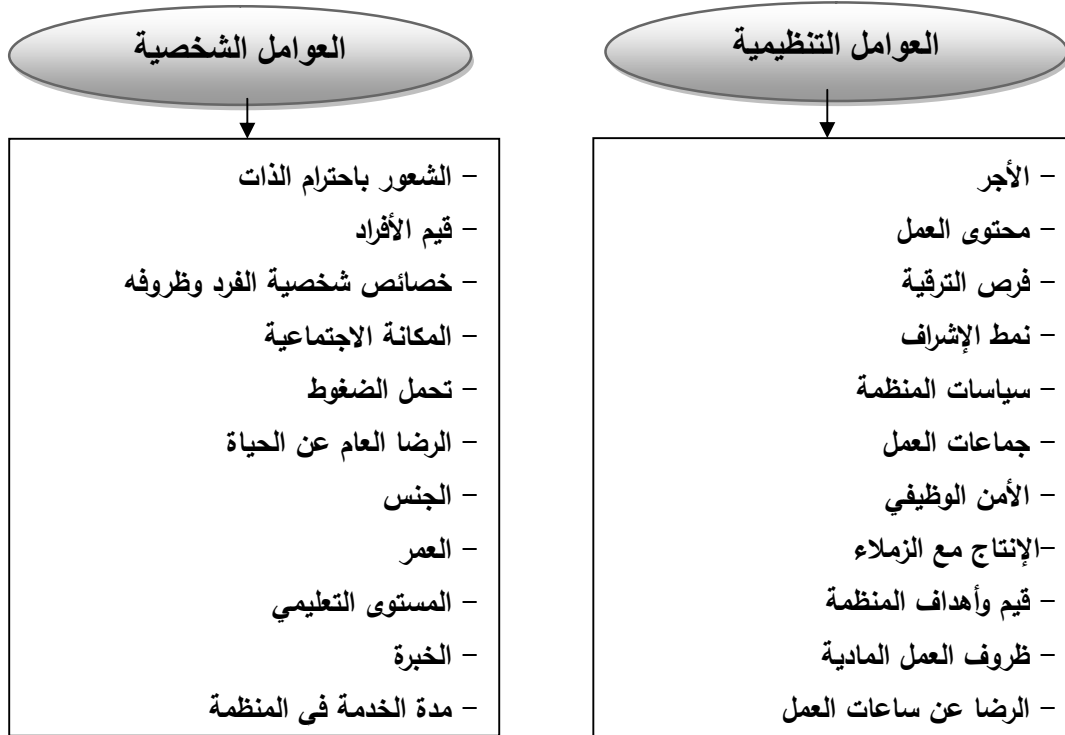 العوامل التنظيمية
- الأجر
- محتوى العمل
- فرص الترقية
- نمط الإشراف
- سياسات المنظمة
- جماعات العمل
- الأمن الوظيفي
-الإنتاج مع الزملاء
- قيم وأهداف المنظمة
- ظروف العمل المادية
- الرضا عن ساعات العمل
العوامل الشخصية
- الشعور باحترام الذات
- قيم الأفراد
- خصائص شخصية الفرد وظروفه
- المكانة الاجتماعية
- تحمل الضغوط
- الرضا العام عن الحياة
- الجنس
- العمر
- المستوى التعليمي
- الخبرة
- مدة الخدمة في المنظمة